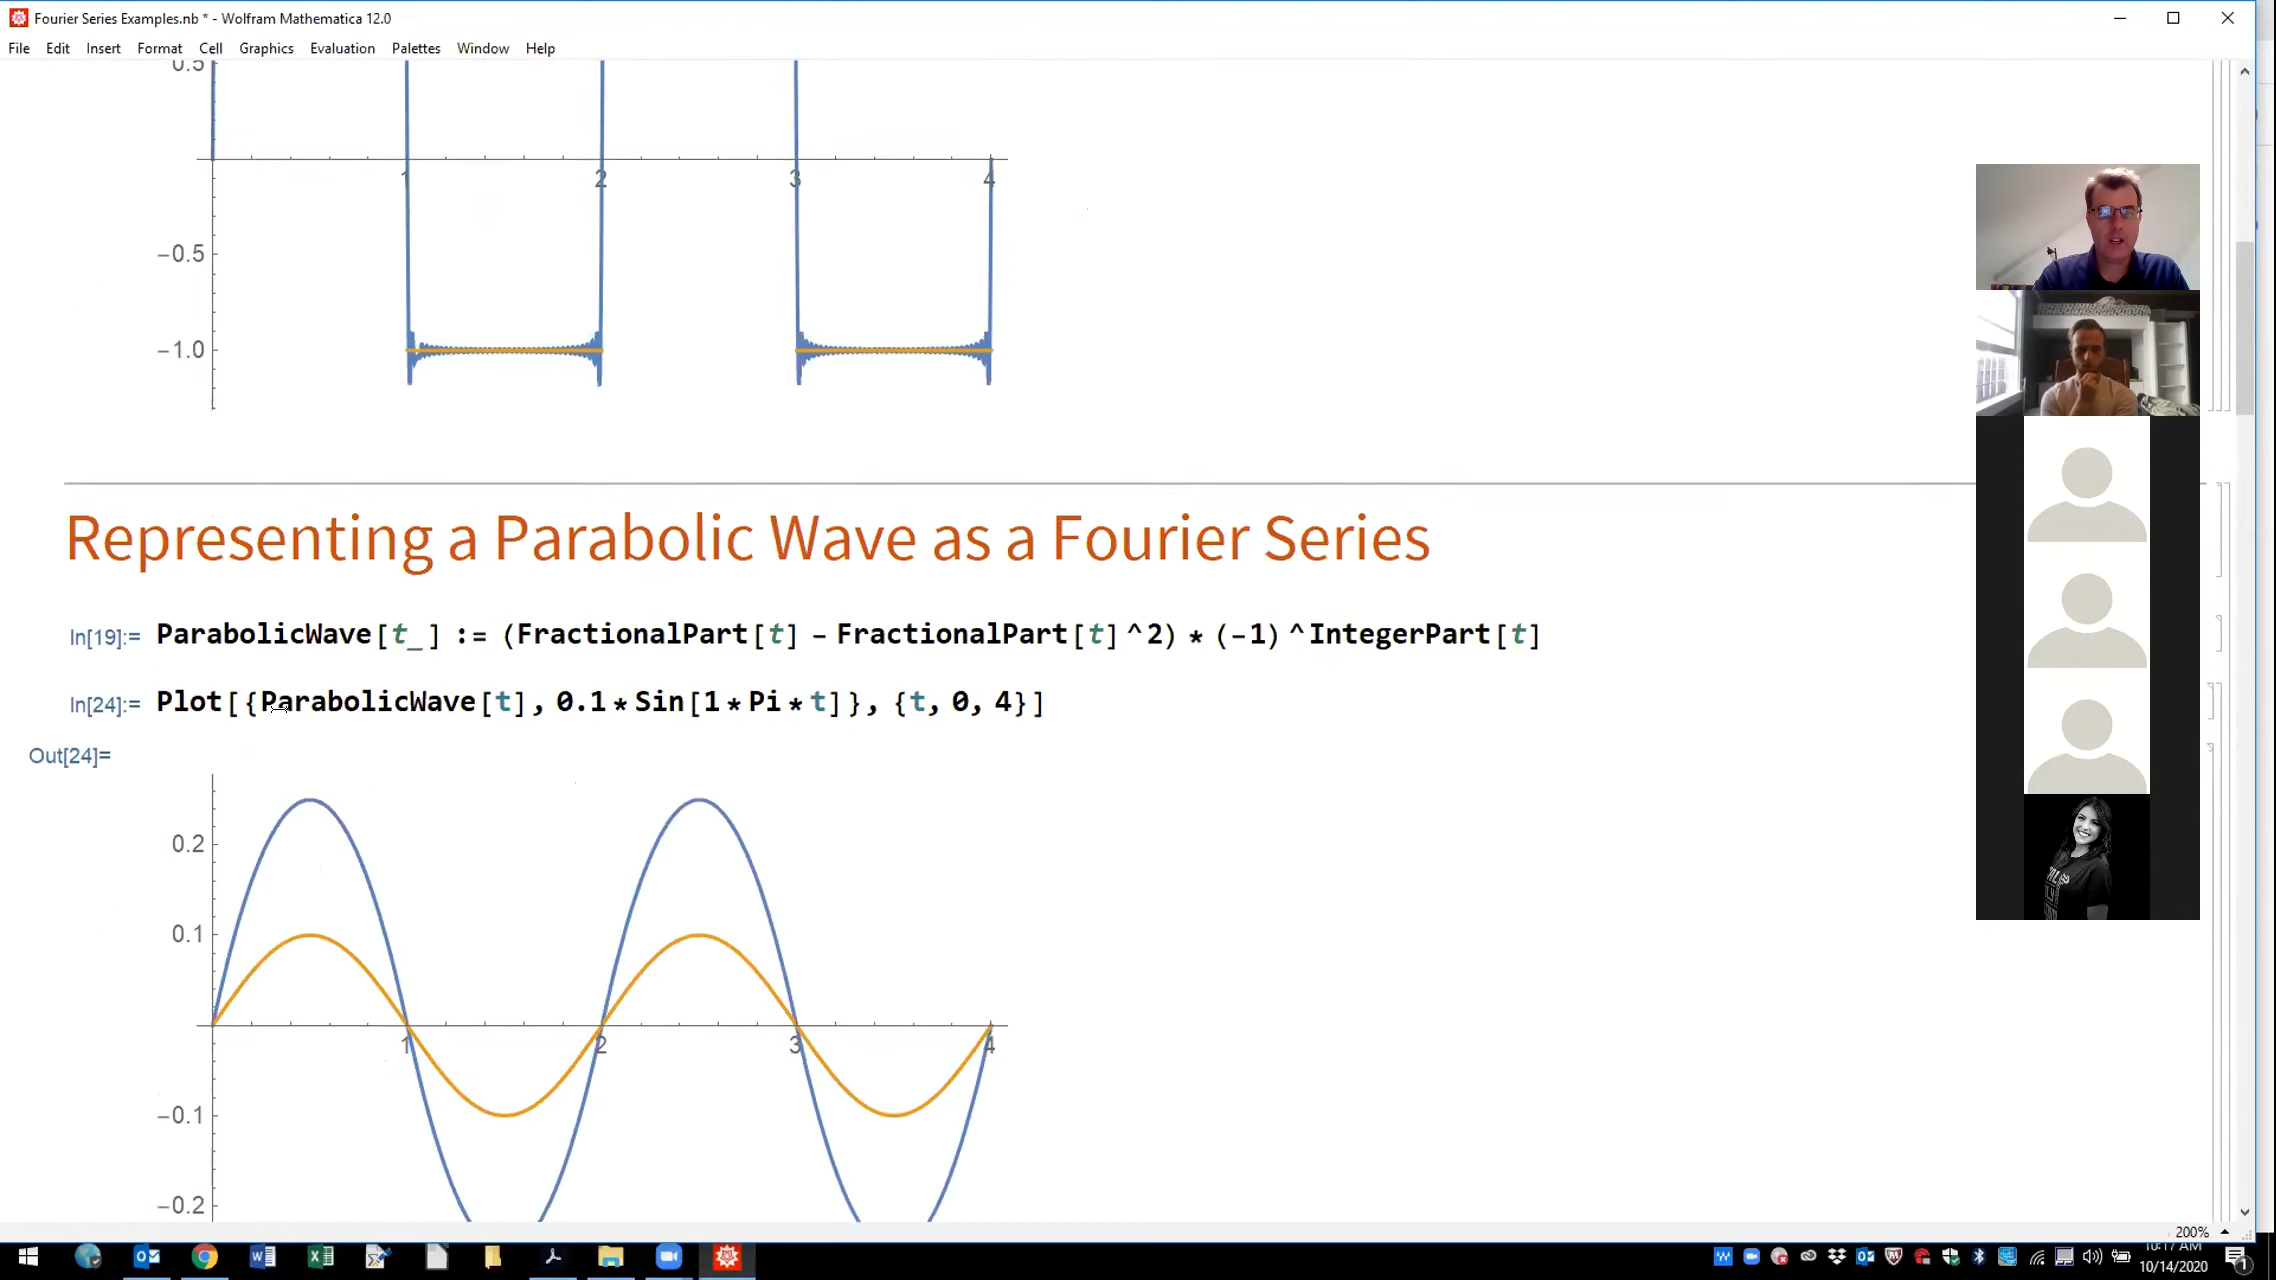 Fourier Series Examples.nb * - Wolfram Mathematica 12.0
File Edit Insert Format Cell Graphics Evaluation Palettes Window Help
0.5
1 2 3 4
−0.5
−1.0
Representing a Parabolic Wave as a Fourier Series
In[19]:= ParabolicWave[t_] := (FractionalPart[t] - FractionalPart[t]^2) * (-1)^IntegerPart[t]
In[24]:= Plot[{ParabolicWave[t], 0.1*Sin[1*Pi*t]}, {t, 0, 4}]
Out[24]=
0.2
0.1
1 2 3 4
−0.1
−0.2
200%
10:17 AM
10/14/2020